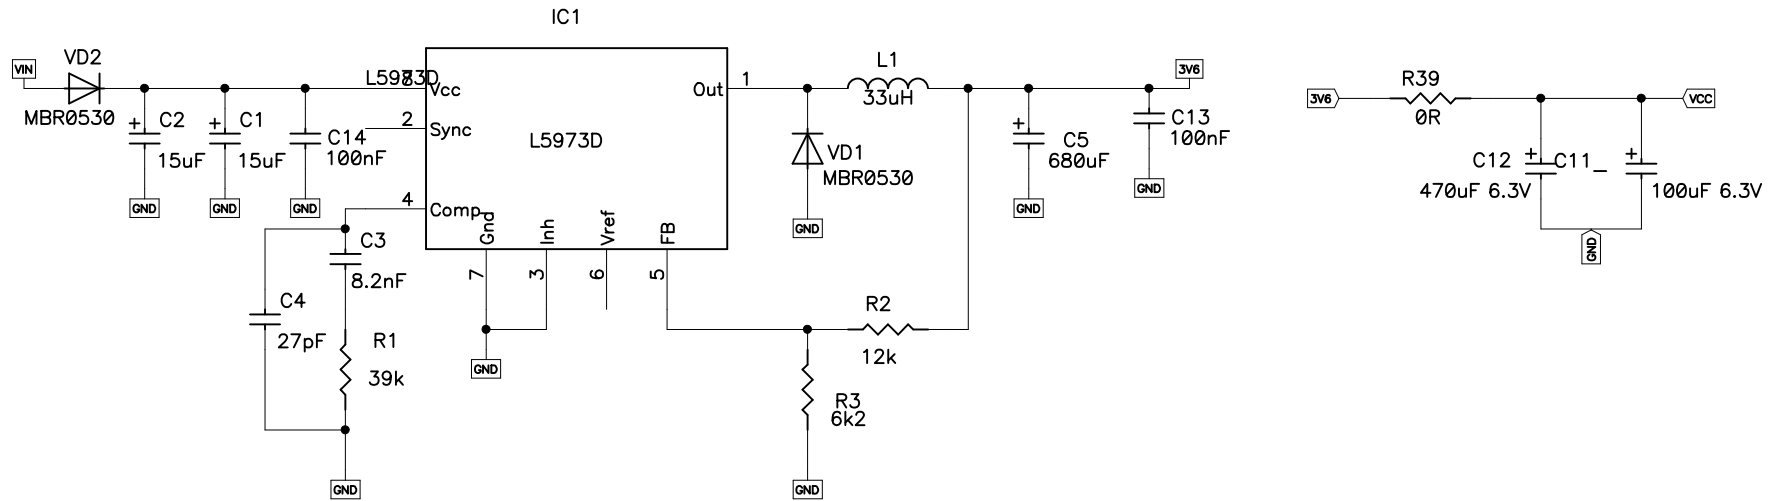 IC1
VIN
VD2
MBR0530
C2
15uF
C1
15uF
C14
100nF
GND
GND
GND
L5973D
8
Vcc
2
Sync
4
Comp
L5973D
Out
1
Gnd
Inh
Vref
FB
7
3
6
5
GND
C3
8.2nF
C4
27pF
R1
39k
GND
L1
33uH
VD1
MBR0530
GND
3V6
C5
680uF
GND
C13
100nF
GND
R2
12k
R3
6k2
GND
3V6
R39
0R
VCC
C12
470uF 6.3V
C11_
100uF 6.3V
GND